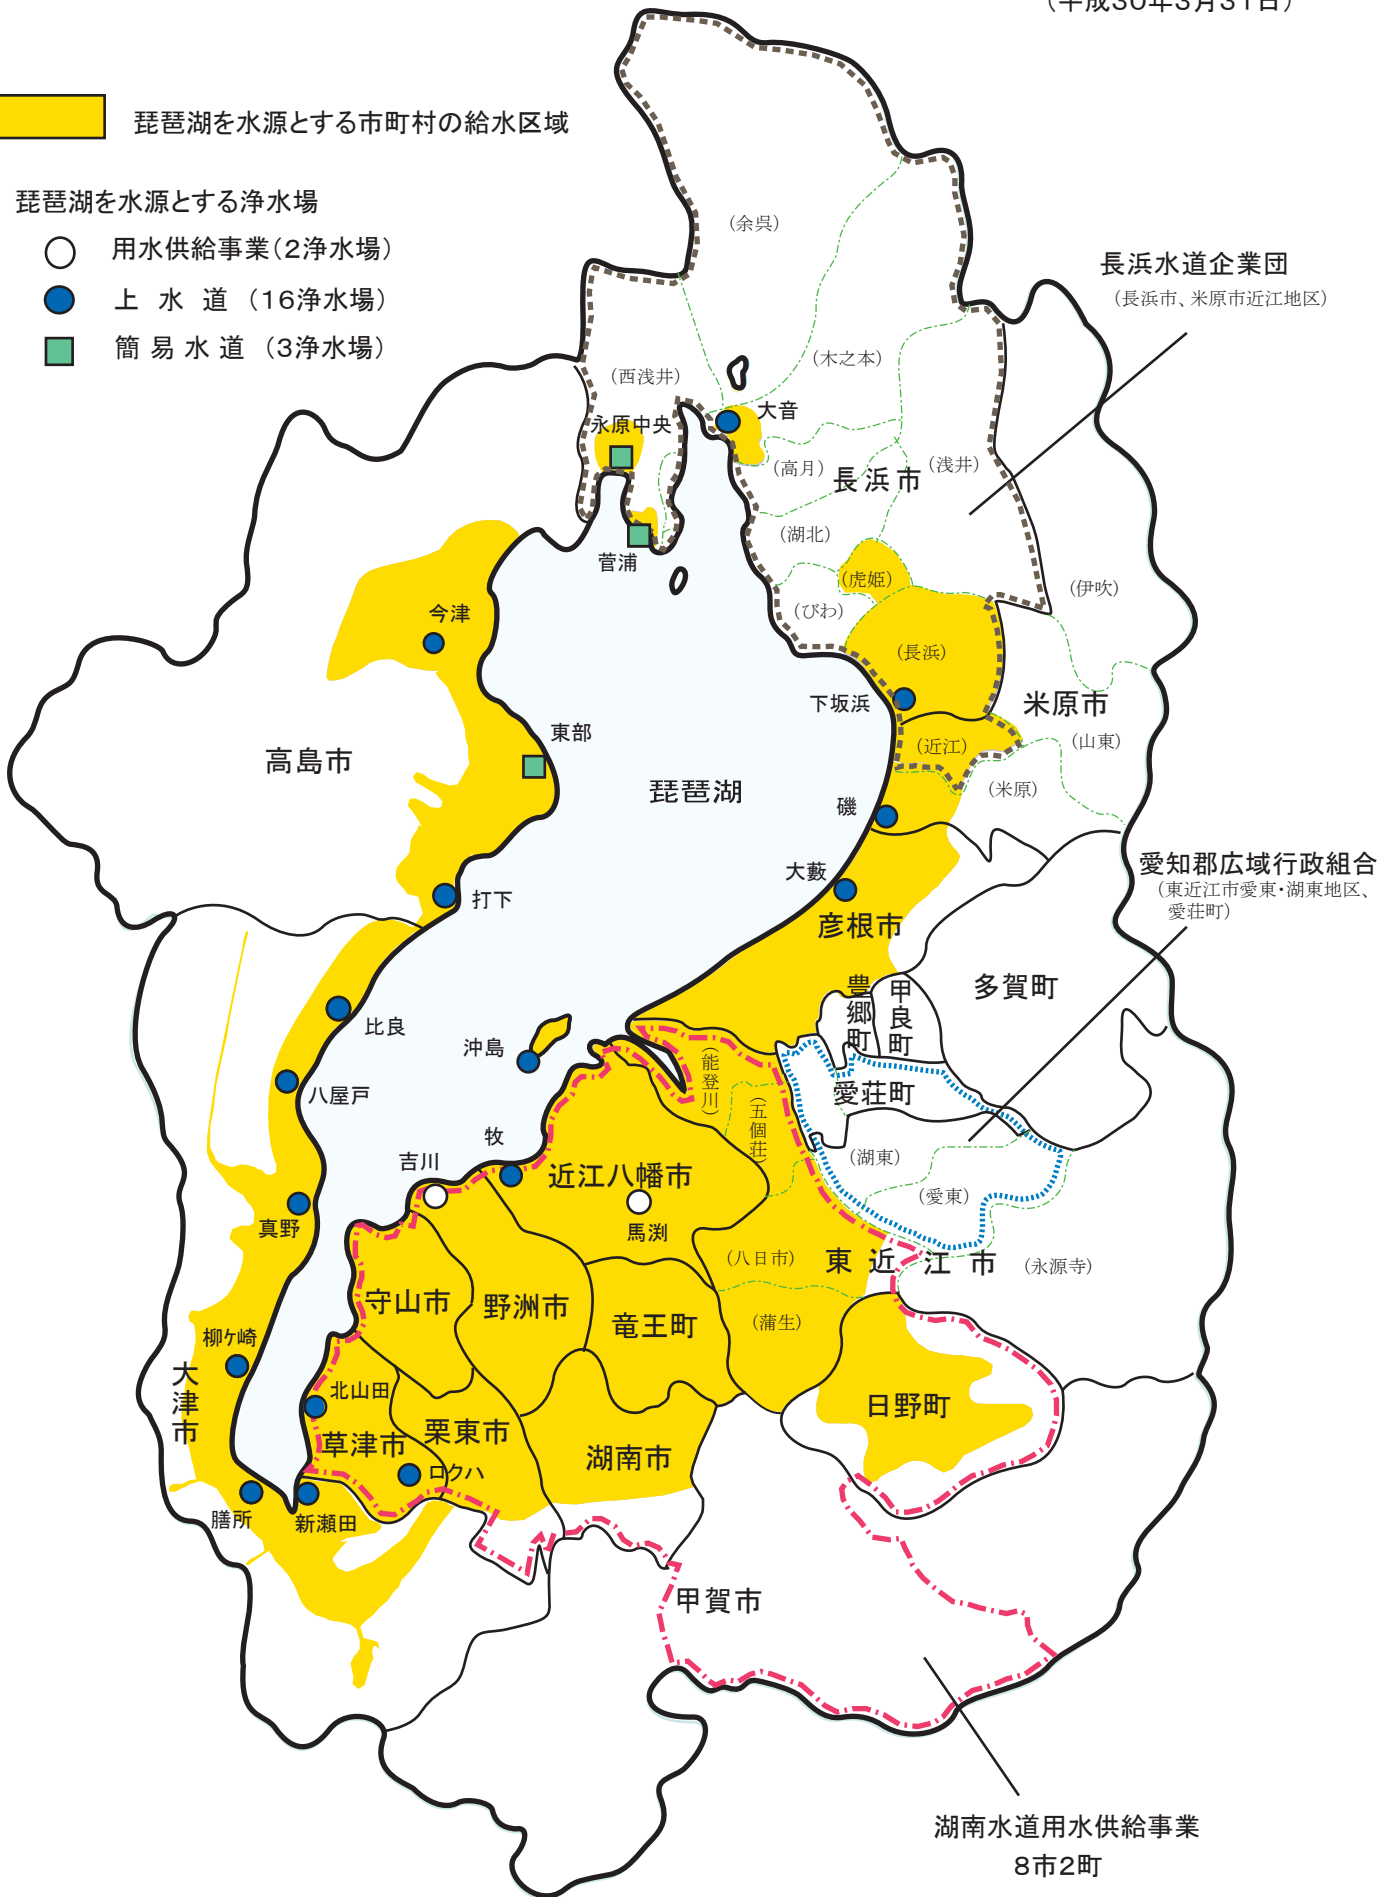 （平成30年3月31日）
琵琶湖を水源とする市町村の給水区域
琵琶湖を水源とする浄水場
用水供給事業（2浄水場）
上水道（16浄水場）
簡易水道（3浄水場）
（余呉）
長浜水道企業団
（長浜市、米原市近江地区）
（木之本）
（西浅井）
大音
永原中央
（高月）
長浜市
（浅井）
（湖北）
菅浦
（虎姫）
（伊吹）
（びわ）
今津
（長浜）
下坂浜
米原市
東部
（近江）
（山東）
高島市
琵琶湖
（米原）
磯
愛知郡広域行政組合
（東近江市愛東・湖東地区、
愛荘町）
大藪
打下
彦根市
豊郷町
甲良町
多賀町
比良
沖島
（能登川）
八屋戸
愛荘町
（五個荘）
牧
（湖東）
吉川
近江八幡市
（愛東）
真野
馬渕
（八日市）
東近江市
（永源寺）
守山市
野洲市
竜王町
（蒲生）
柳ケ崎
大津市
北山田
日野町
草津市
栗東市
湖南市
ロクハ
膳所
新瀬田
甲賀市
湖南水道用水供給事業
8市2町